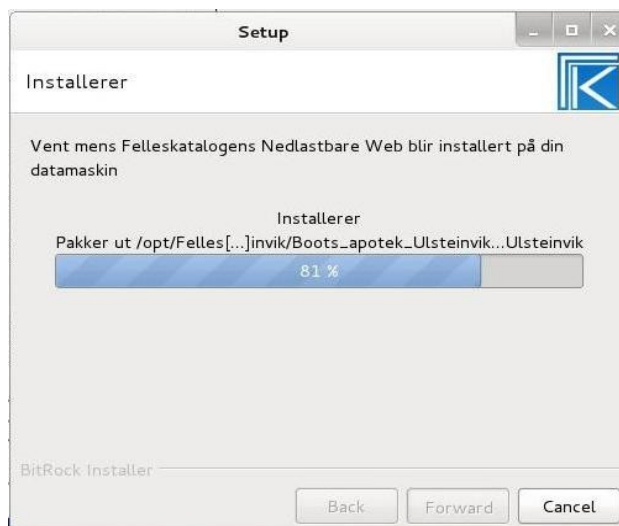 Setup
Installerer
Vent mens Felleskatalogens Nedlastbare Web blir installert på din
datamaskin
Installerer
Pakker ut /opt/Felles[...]invik/Boots_apotek_Ulsteinvik...Ulsteinvik
81 %
BitRock Installer
Back
Forward
Cancel